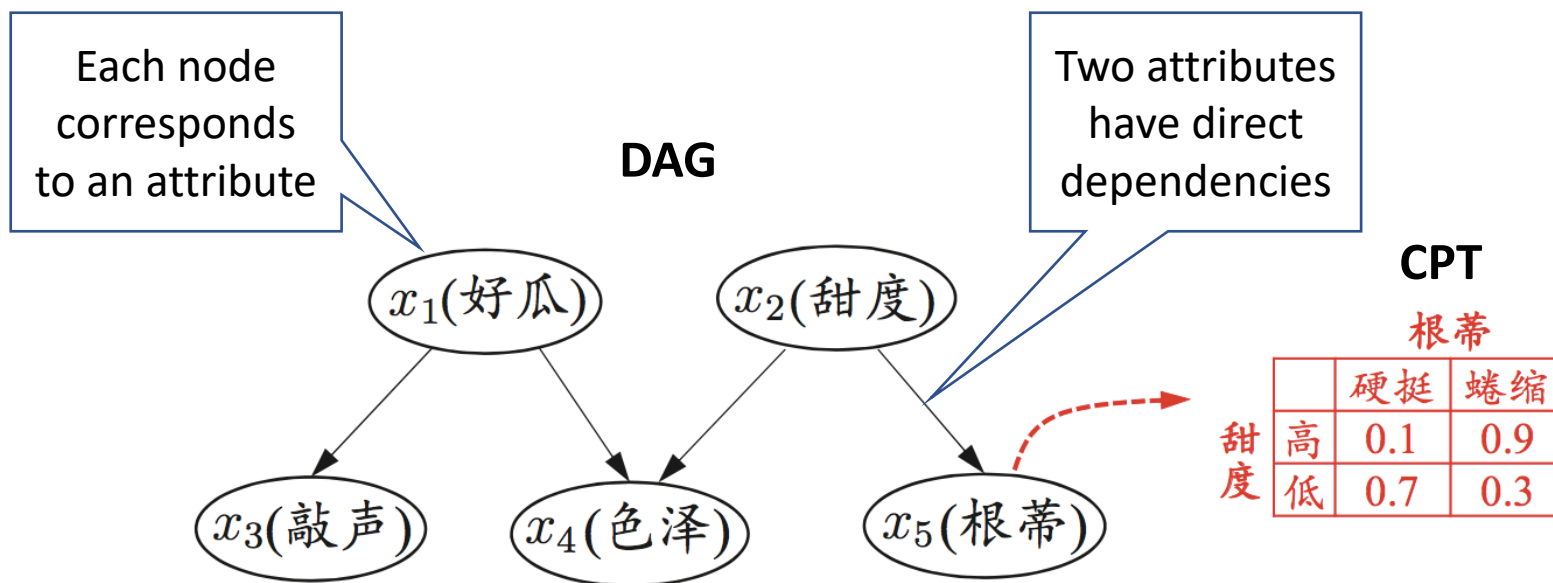 Each node
corresponds
to an attribute
DAG
Two attributes
have direct
dependencies
x₁(好瓜)
x₂(甜度)
x₃(敲声)
x₄(色泽)
x₅(根蒂)
CPT
根蒂
硬挺 蜷缩
甜度
高 0.1 0.9
低 0.7 0.3